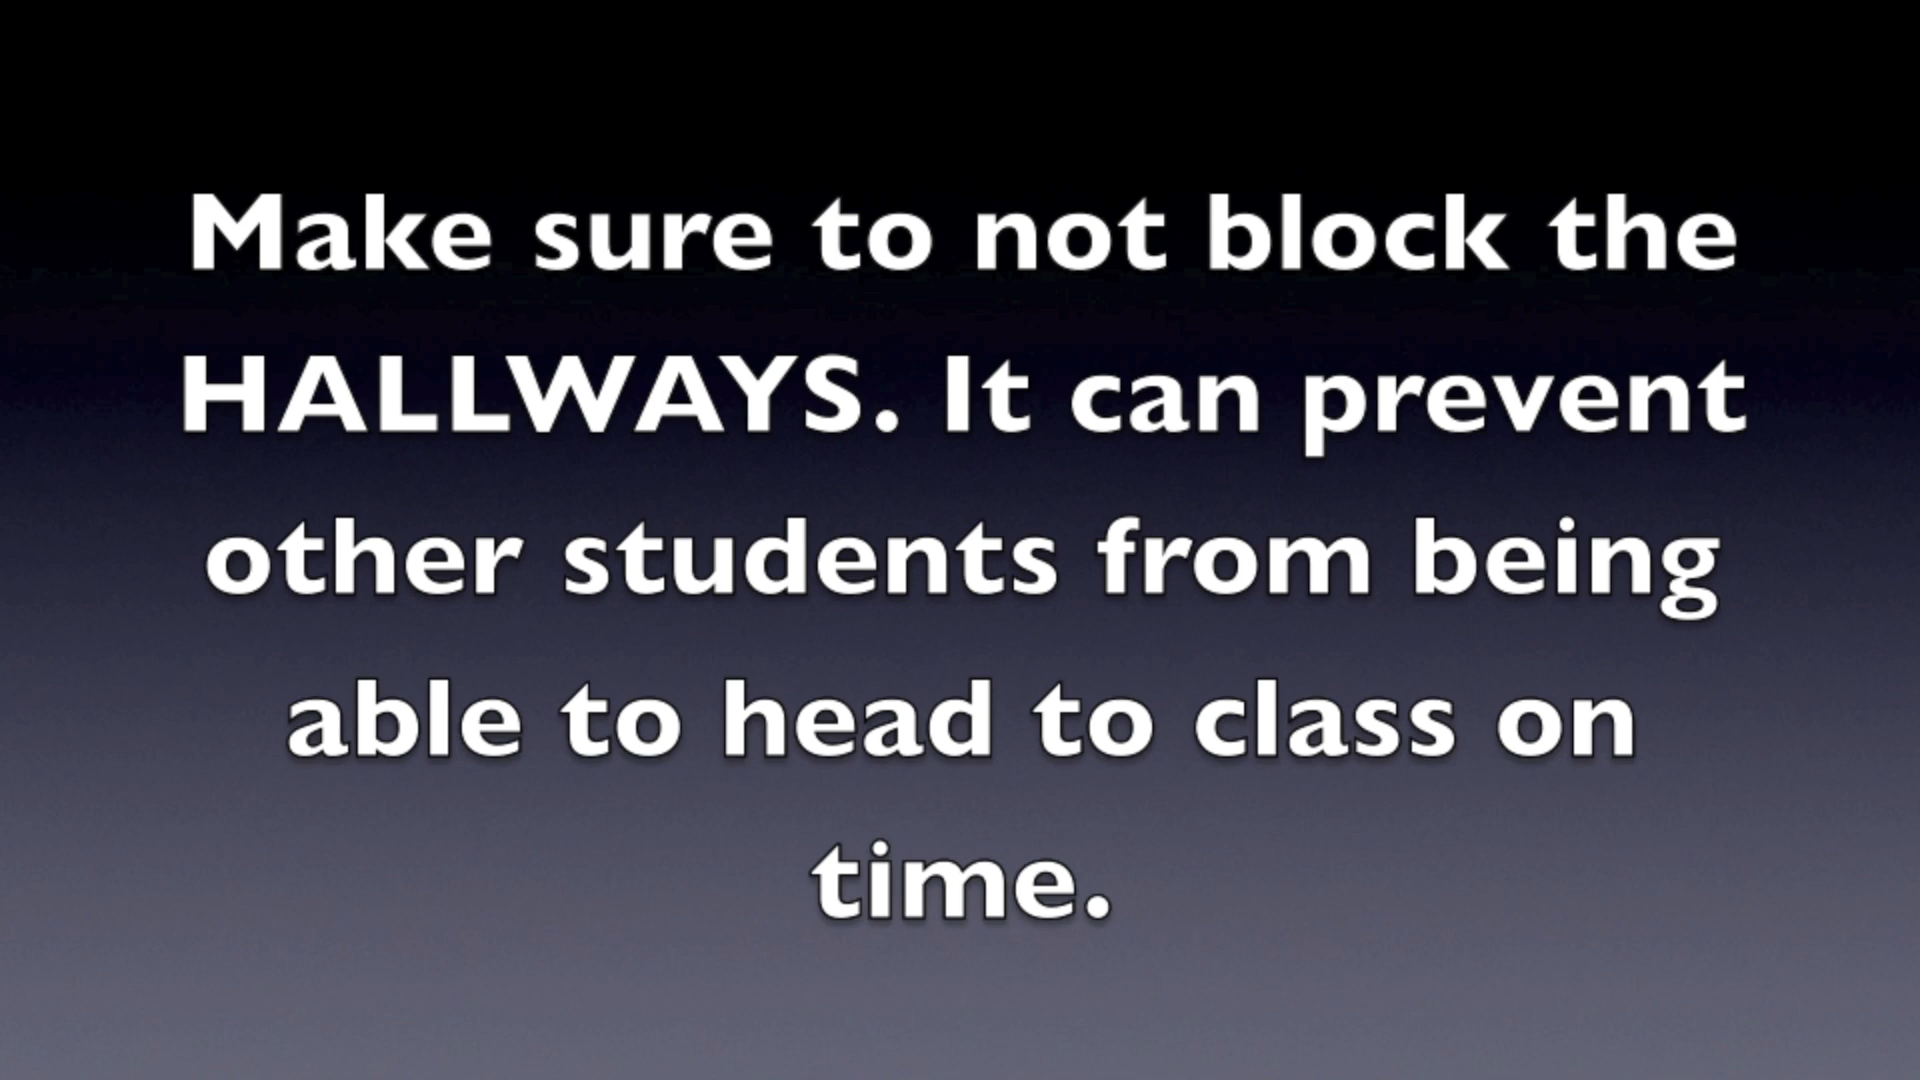 Make sure to not block the
HALLWAYS. It can prevent
other students from being
able to head to class on
time.